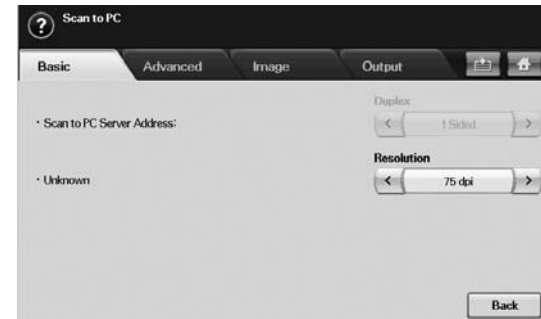 ? Scan to PC
Basic Advanced Image Output
Duplex
· Scan to PC Server Address:
< 1 Sided >
Resolution
· Unknown
< 75 dpi >
Back